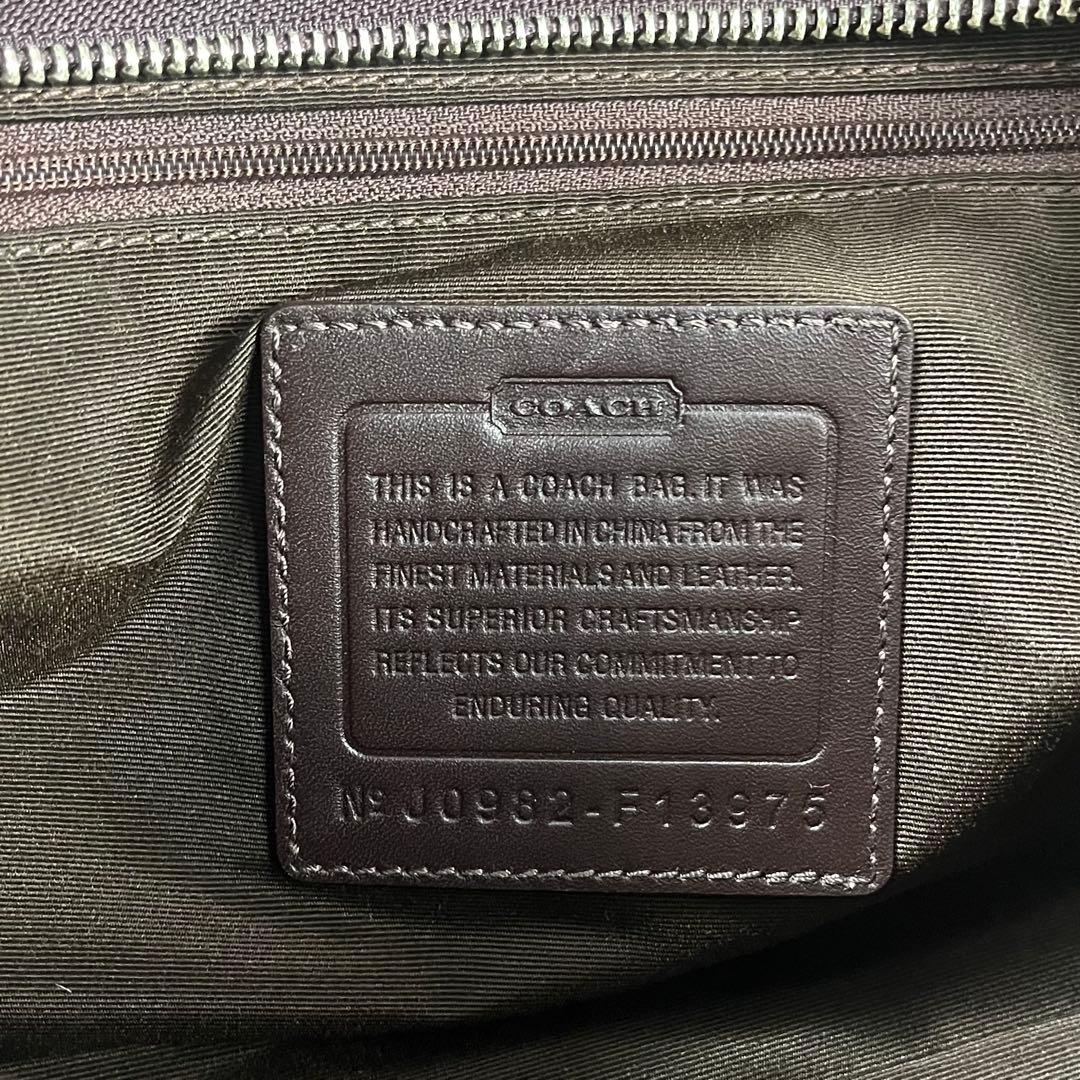 COACH
THIS IS A COACH BAG. IT WAS
HANDCRAFTED IN CHINA FROM THE
FINEST MATERIALS AND LEATHER.
ITS SUPERIOR CRAFTSMANSHIP
REFLECTS OUR COMMITMENT TO
ENDURING QUALITY.
Nº J0982-F13975